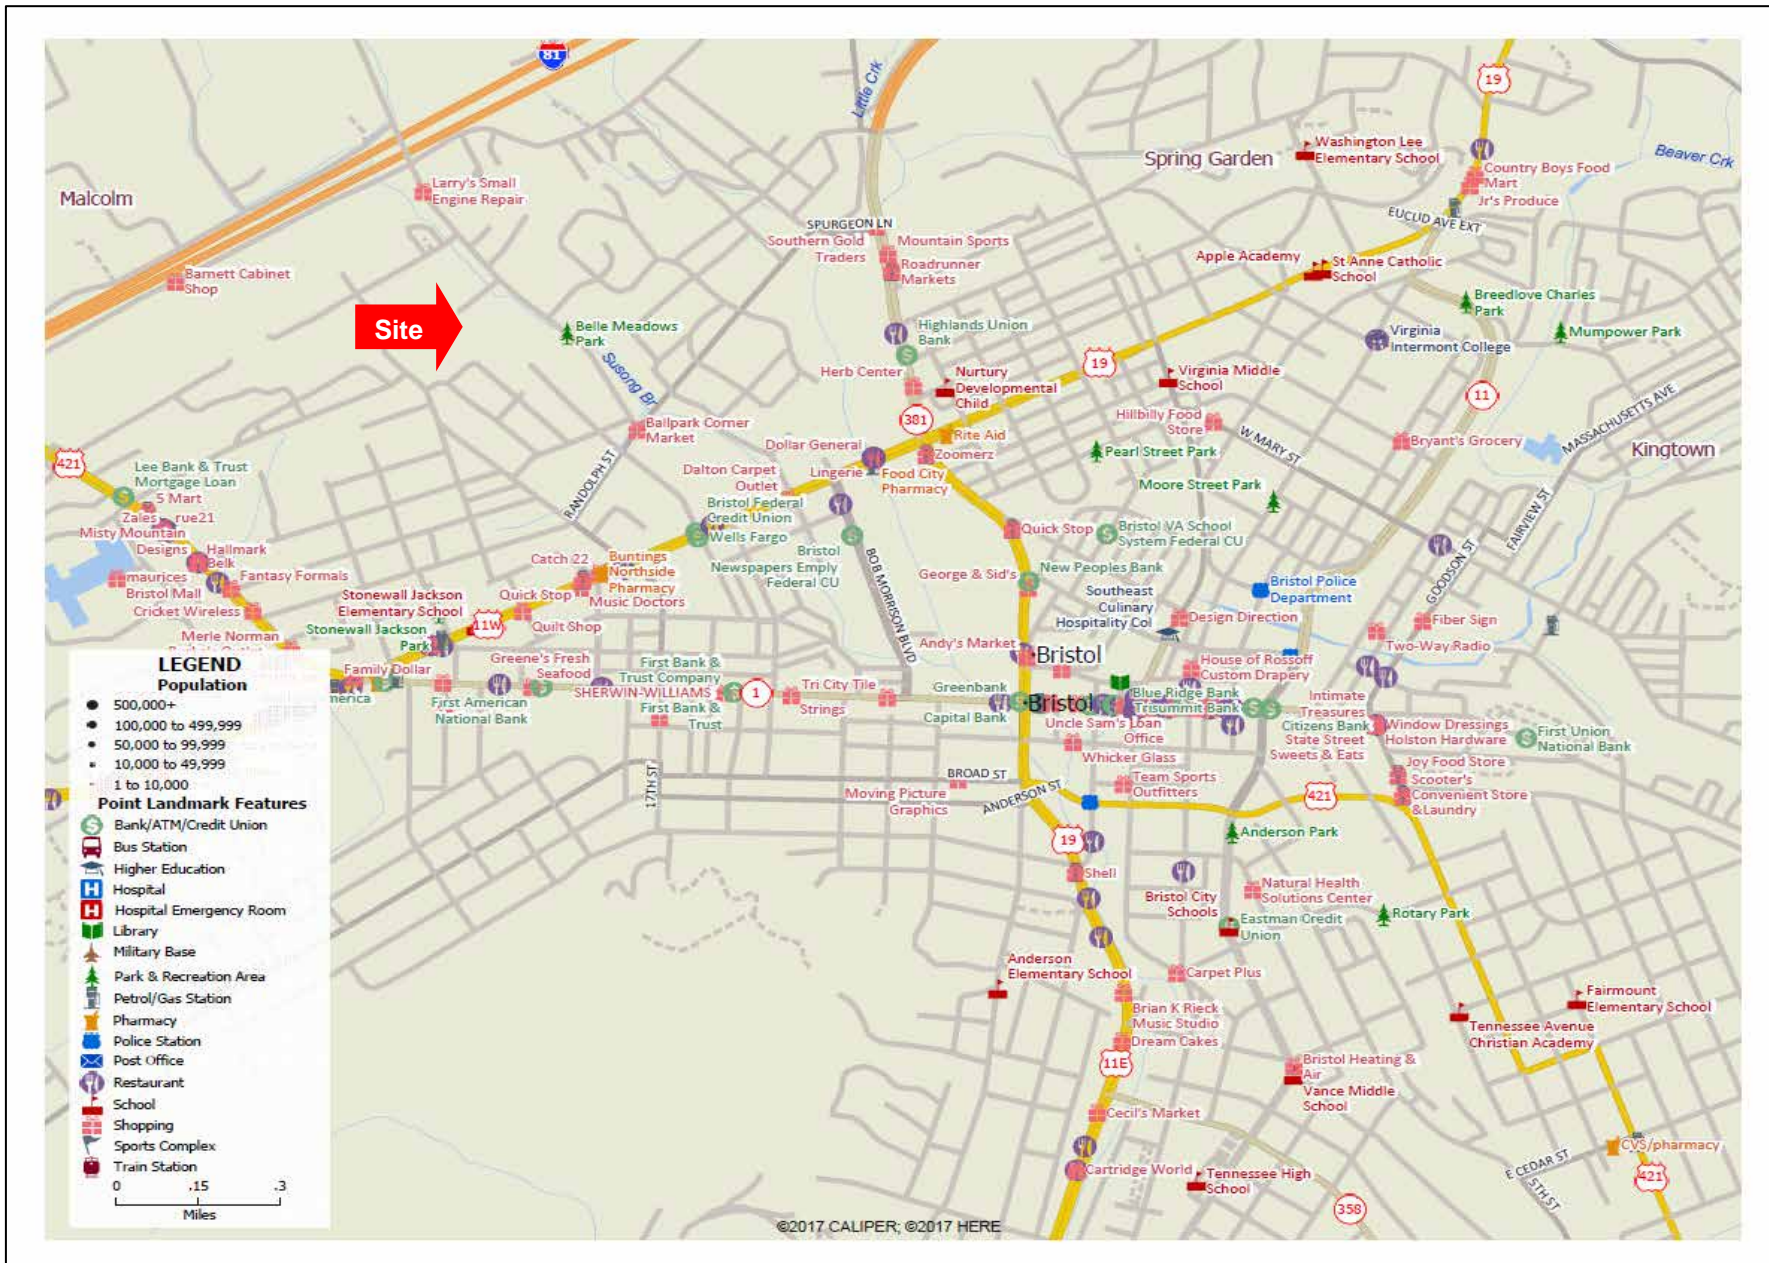 81
19
Little Crk
Washington Lee
Elementary School
Spring Garden
Beaver Crk
Country Boys Food
Mart
Jr's Produce
Malcolm
Larry's Small
Engine Repair
EUCLID AVE EXT
SPURGEON LN
Southern Gold
Traders
Mountain Sports
Roadrunner
Markets
Apple Academy
St Anne Catholic
School
Barnett Cabinet
Shop
Breedlove Charles
Park
Site
Belle Meadows
Park
Highlands Union
Bank
Virginia
Intermont College
Mumpower Park
Susong Br
Herb Center
Nurtury
Developmental
Child
19
Virginia Middle
School
11
381
Hillbilly Food
Store
MASSACHUSETTS AVE
Ballpark Corner
Market
Dollar General
Rite Aid
Zoomerz
W MARY ST
Bryant's Grocery
Kingtown
421
Lee Bank & Trust
Mortgage Loan
5 Mart
Dalton Carpet
Outlet
Lingerie
Food City
Pharmacy
Pearl Street Park
Moore Street Park
RANDOLPH ST
Zales
rue21
Misty Mountain
Designs
Hallmark
Belk
Bristol Federal
Credit Union
Wells Fargo
Quick Stop
Bristol VA School
System Federal CU
FAIRVIEW ST
GOODSON ST
maurices
Bristol Mall
Fantasy Formals
Cricket Wireless
Catch 22
Buntings
Northside
Pharmacy
Music Doctors
Bristol
Newspapers Emply
Federal CU
BOB MORRISON BLVD
George & Sid's
New Peoples Bank
Bristol Police
Department
Stonewall Jackson
Elementary School
Quick Stop
Southeast
Culinary
Hospitality Col
Design Direction
Fiber Sign
11W
Quilt Shop
Stonewall Jackson
Park
Merle Norman
Two-Way Radio
Andy's Market
Bristol
Family Dollar
Greene's Fresh
Seafood
First Bank &
Trust Company
SHERWIN-WILLIAMS
1
Tri City Tile
Strings
House of Rossoff
Custom Drapery
merica
First American
National Bank
First Bank &
Trust
Greenbank
Capital Bank
Bristol
Blue Ridge Bank
Trisummit Bank
Intimate
Treasures
Citizens Bank
Uncle Sam's Loan
Office
State Street
Sweets & Eats
Window Dressings
Holston Hardware
First Union
National Bank
Whicker Glass
Joy Food Store
Scooter's
17TH ST
BROAD ST
ANDERSON ST
Team Sports
Outfitters
421
Convenient Store
&Laundry
Moving Picture
Graphics
19
Anderson Park
Shell
Bristol City
Schools
Natural Health
Solutions Center
Eastman Credit
Union
Rotary Park
Anderson
Elementary School
Carpet Plus
Brian K Rieck
Music Studio
Dream Cakes
Fairmount
Elementary School
Tennessee Avenue
Christian Academy
11E
Bristol Heating &
Air
Vance Middle
School
Cecil's Market
CVS/pharmacy
Cartridge World
Tennessee High
School
E CEDAR ST
5TH ST
421
358
LEGEND
Population
500,000+
100,000 to 499,999
50,000 to 99,999
10,000 to 49,999
1 to 10,000
Point Landmark Features
Bank/ATM/Credit Union
Bus Station
Higher Education
Hospital
Hospital Emergency Room
Library
Military Base
Park & Recreation Area
Petrol/Gas Station
Pharmacy
Police Station
Post Office
Restaurant
School
Shopping
Sports Complex
Train Station
0 .15 .3
Miles
©2017 CALIPER; ©2017 HERE